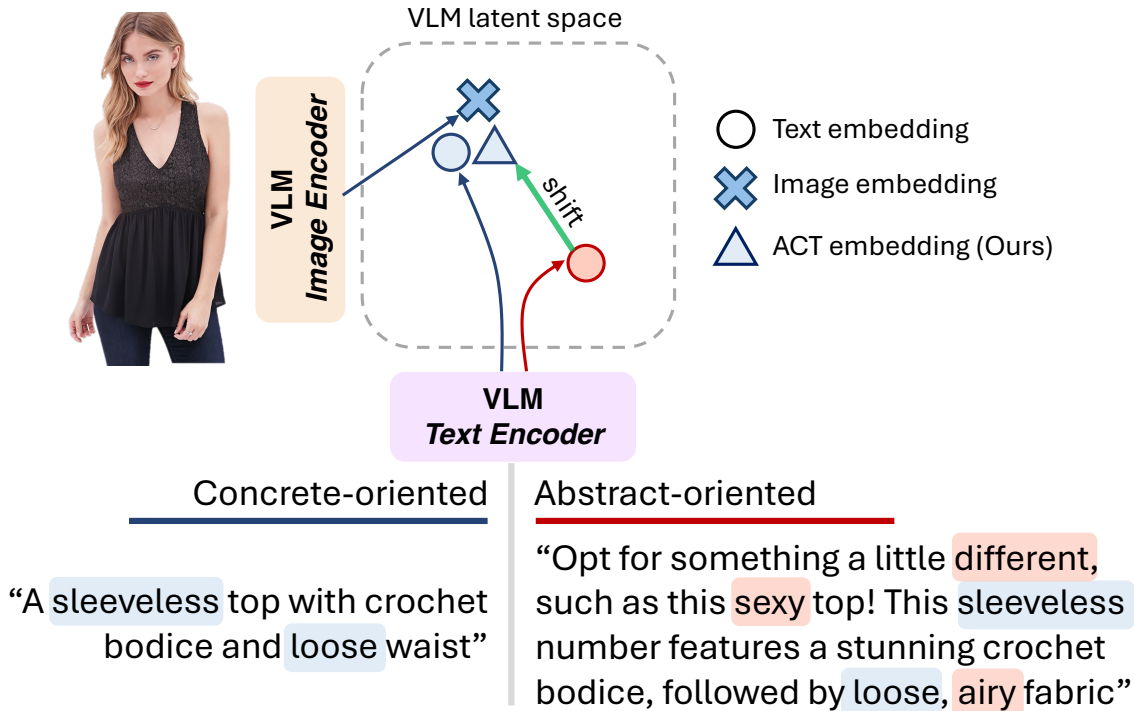 VLM latent space
VLM
Image Encoder
shift
Text embedding
Image embedding
ACT embedding (Ours)
VLM
Text Encoder
Concrete-oriented
“A sleeveless top with crochet
bodice and loose waist”
Abstract-oriented
“Opt for something a little different,
such as this sexy top! This sleeveless
number features a stunning crochet
bodice, followed by loose, airy fabric”